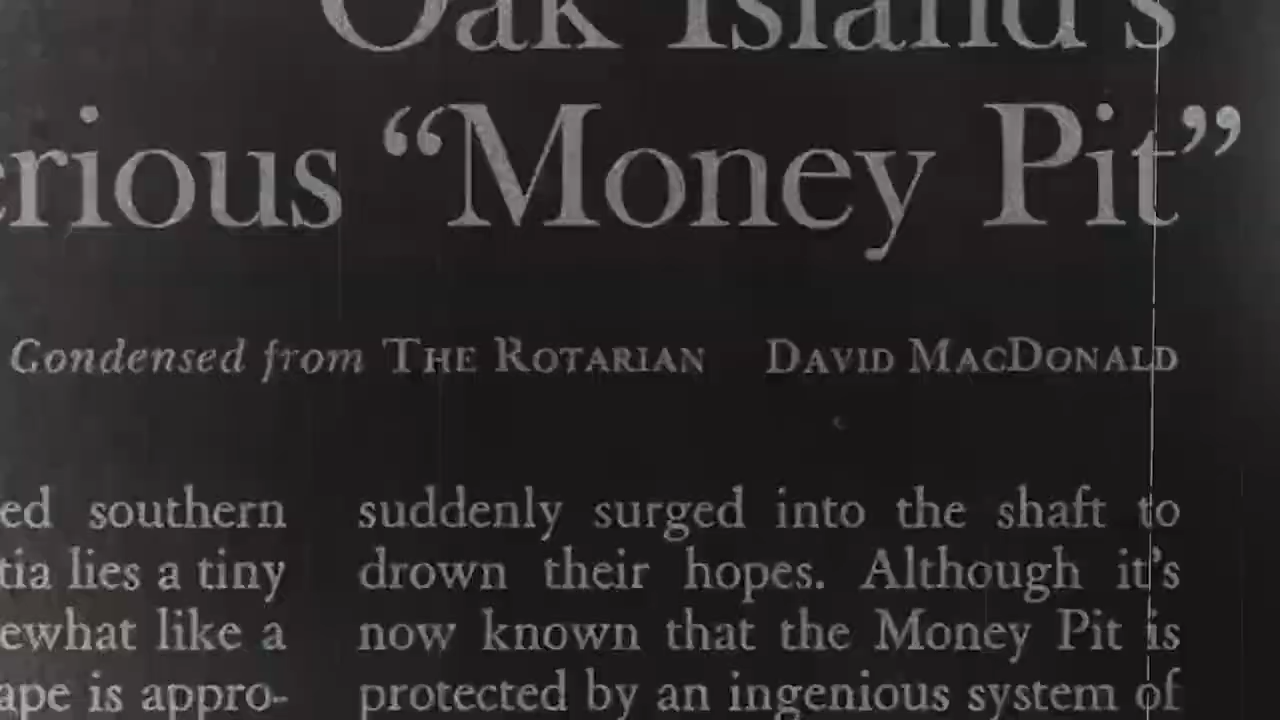 Oak Island's
erious “Money Pit”
Condensed from THE ROTARIAN DAVID MACDONALD
ed southern
tia lies a tiny
ewhat like a
ape is appro-
suddenly surged into the shaft to
drown their hopes. Although it's
now known that the Money Pit is
protected by an ingenious system of